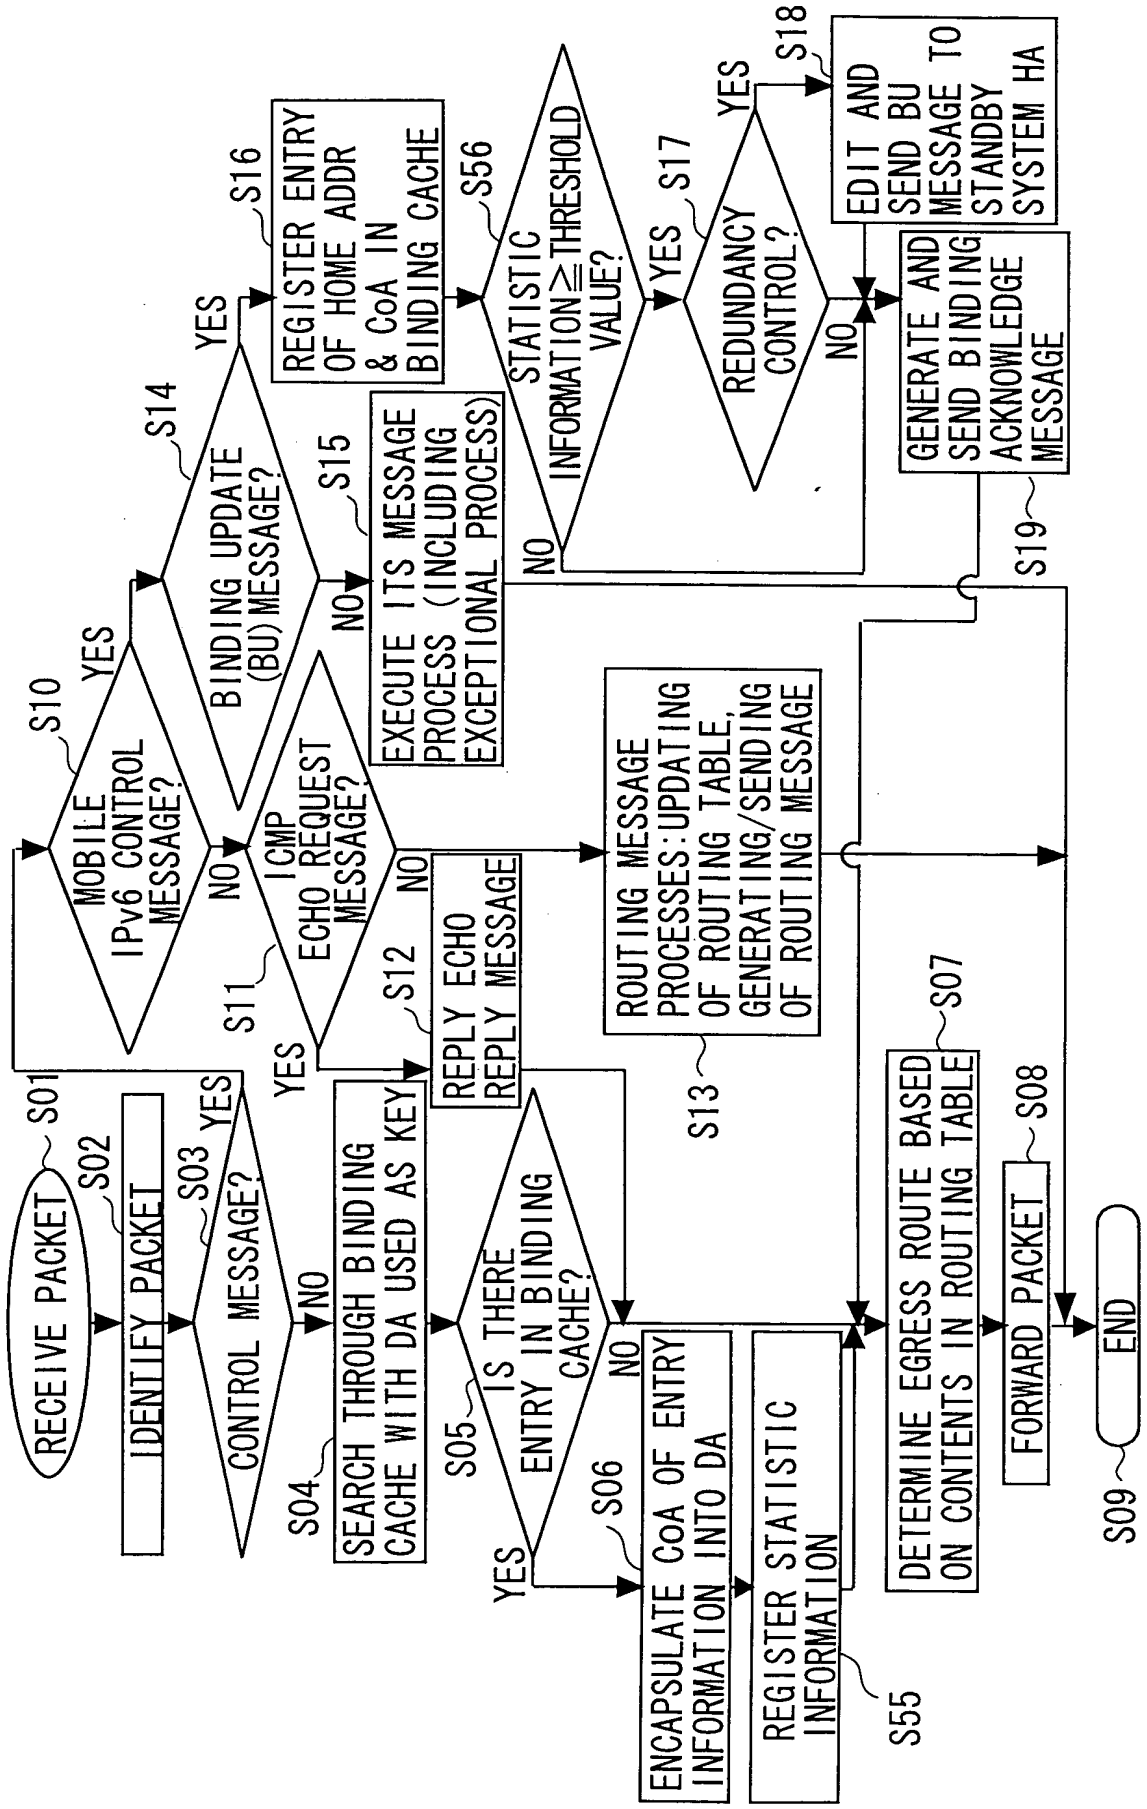 S01
RECEIVE PACKET
S02
IDENTIFY PACKET
S03
CONTROL MESSAGE?
YES
NO
S04
SEARCH THROUGH BINDING
CACHE WITH DA USED AS KEY
S05
IS THERE
ENTRY IN BINDING
CACHE?
YES
NO
S06
ENCAPSULATE CoA OF ENTRY
INFORMATION INTO DA
REGISTER STATISTIC
INFORMATION
S55
S07
DETERMINE EGRESS ROUTE BASED
ON CONTENTS IN ROUTING TABLE
S08
FORWARD PACKET
END
S09
S10
MOBILE
IPv6 CONTROL
MESSAGE?
YES
NO
S11
ICMP
ECHO REQUEST
MESSAGE?
YES
NO
S12
REPLY ECHO
REPLY MESSAGE
ROUTING MESSAGE
PROCESSES:UPDATING
OF ROUTING TABLE,
GENERATING/SENDING
OF ROUTING MESSAGE
S13
S14
BINDING UPDATE
(BU) MESSAGE?
YES
NO
S15
EXECUTE ITS MESSAGE
PROCESS (INCLUDING
EXCEPTIONAL PROCESS)
S16
REGISTER ENTRY
OF HOME ADDR
& CoA IN
BINDING CACHE
S56
STATISTIC
INFORMATION≧THRESHOLD
VALUE?
NO
YES
S17
REDUNDANCY
CONTROL?
YES
NO
S18
EDIT AND
SEND BU
MESSAGE TO
STANDBY
SYSTEM HA
GENERATE AND
SEND BINDING
ACKNOWLEDGE
MESSAGE
S19